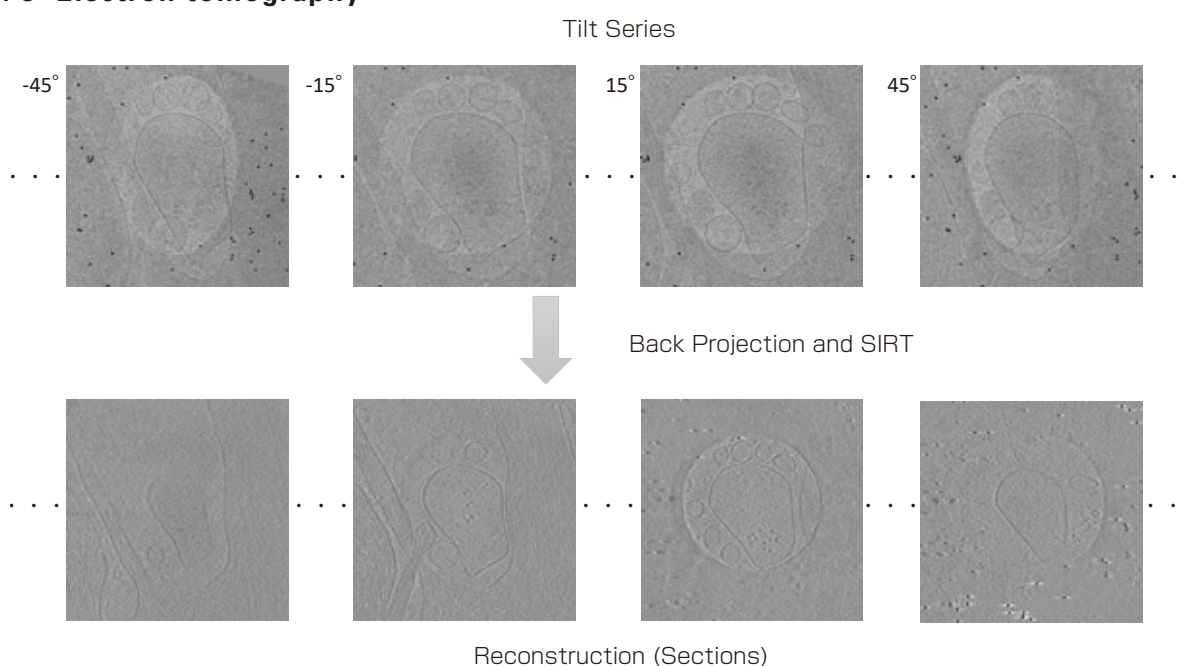 Electron tomography
Tilt Series
-45°
-15°
15°
45°
Back Projection and SIRT
Reconstruction (Sections)